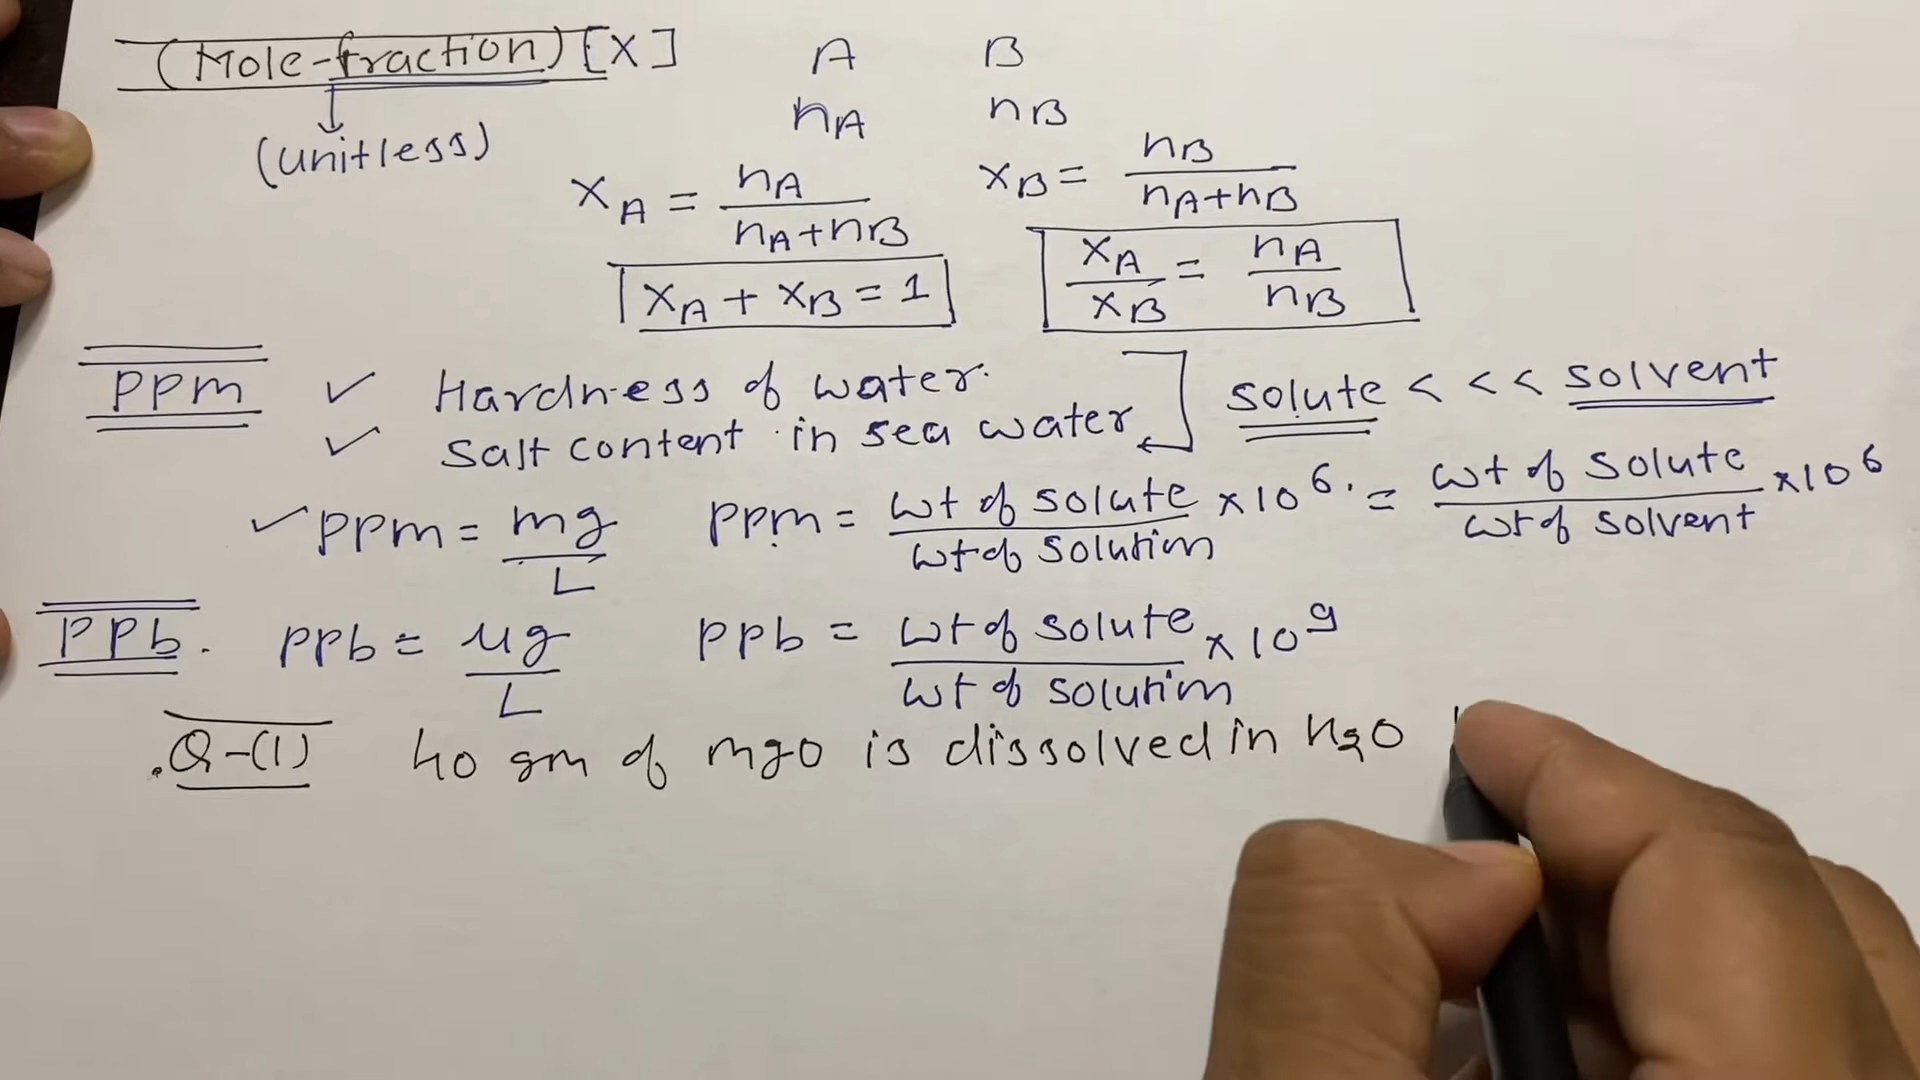 (Mole-fraction) [X] A B
(unitless) nA nB
xA = nA / nA+nB xB = nB / nA+nB
xA + xB = 1 xA / xB = nA / nB
PPm ✓ Hardness of water.
✓ Salt content in sea water solute < < < solvent
✓ PPm = mg / L PPm = wt of solute / wt of solution ×10^6. = wt of solute / wt of solvent ×10^6
PPb. PPb = μg / L PPb = wt of solute / wt of solution ×10^9
Q-(1) 40 gm of mgo is dissolved in H2O